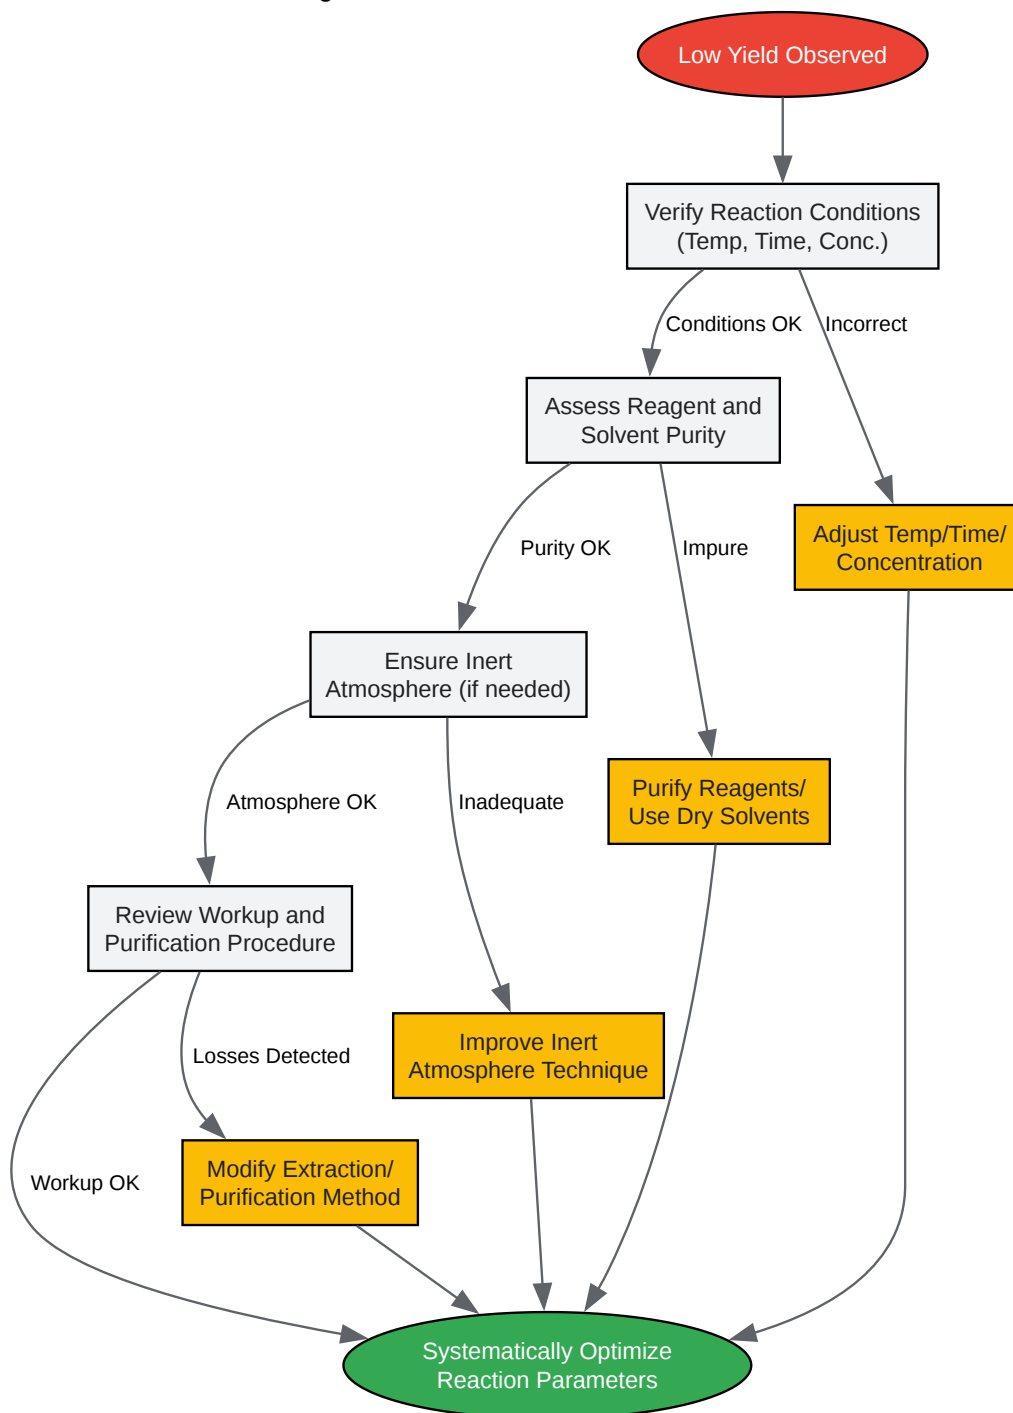 Low Yield Observed
Verify Reaction Conditions
(Temp, Time, Conc.)
Conditions OK
Incorrect
Assess Reagent and
Solvent Purity
Adjust Temp/Time/
Concentration
Purity OK
Impure
Ensure Inert
Atmosphere (if needed)
Purify Reagents/
Use Dry Solvents
Atmosphere OK
Inadequate
Review Workup and
Purification Procedure
Improve Inert
Atmosphere Technique
Losses Detected
Workup OK
Modify Extraction/
Purification Method
Systematically Optimize
Reaction Parameters